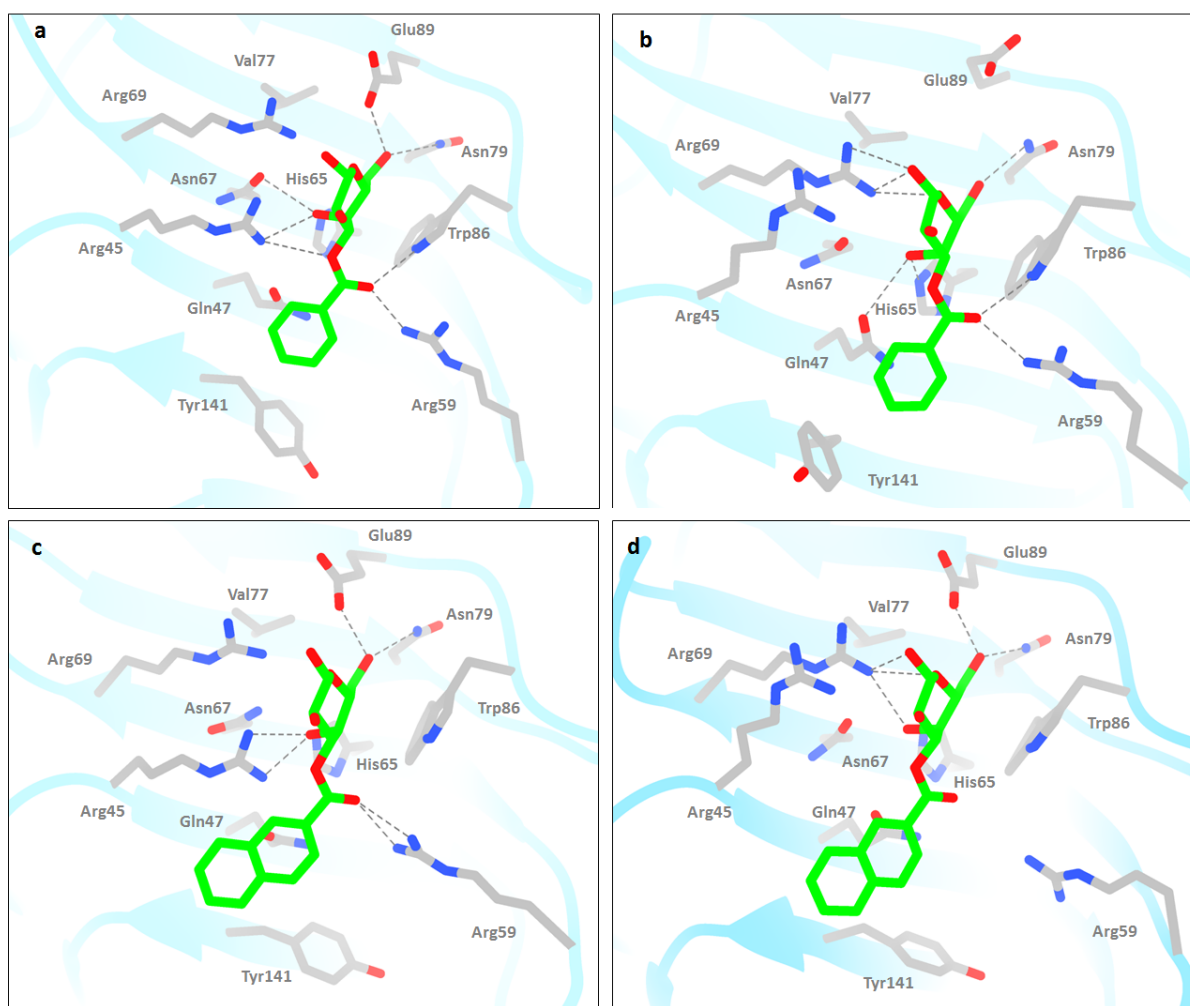 a
Glu89
Val77
Arg69
Asn79
Asn67
His65
Arg45
Trp86
Gln47
Tyr141
Arg59
b
Glu89
Val77
Arg69
Asn79
Trp86
Asn67
Arg45
His65
Gln47
Arg59
Tyr141
c
Glu89
Val77
Asn79
Arg69
Asn67
Trp86
His65
Arg45
Gln47
Arg59
Tyr141
d
Glu89
Val77
Asn79
Arg69
Trp86
Asn67
His65
Arg45
Gln47
Arg59
Tyr141